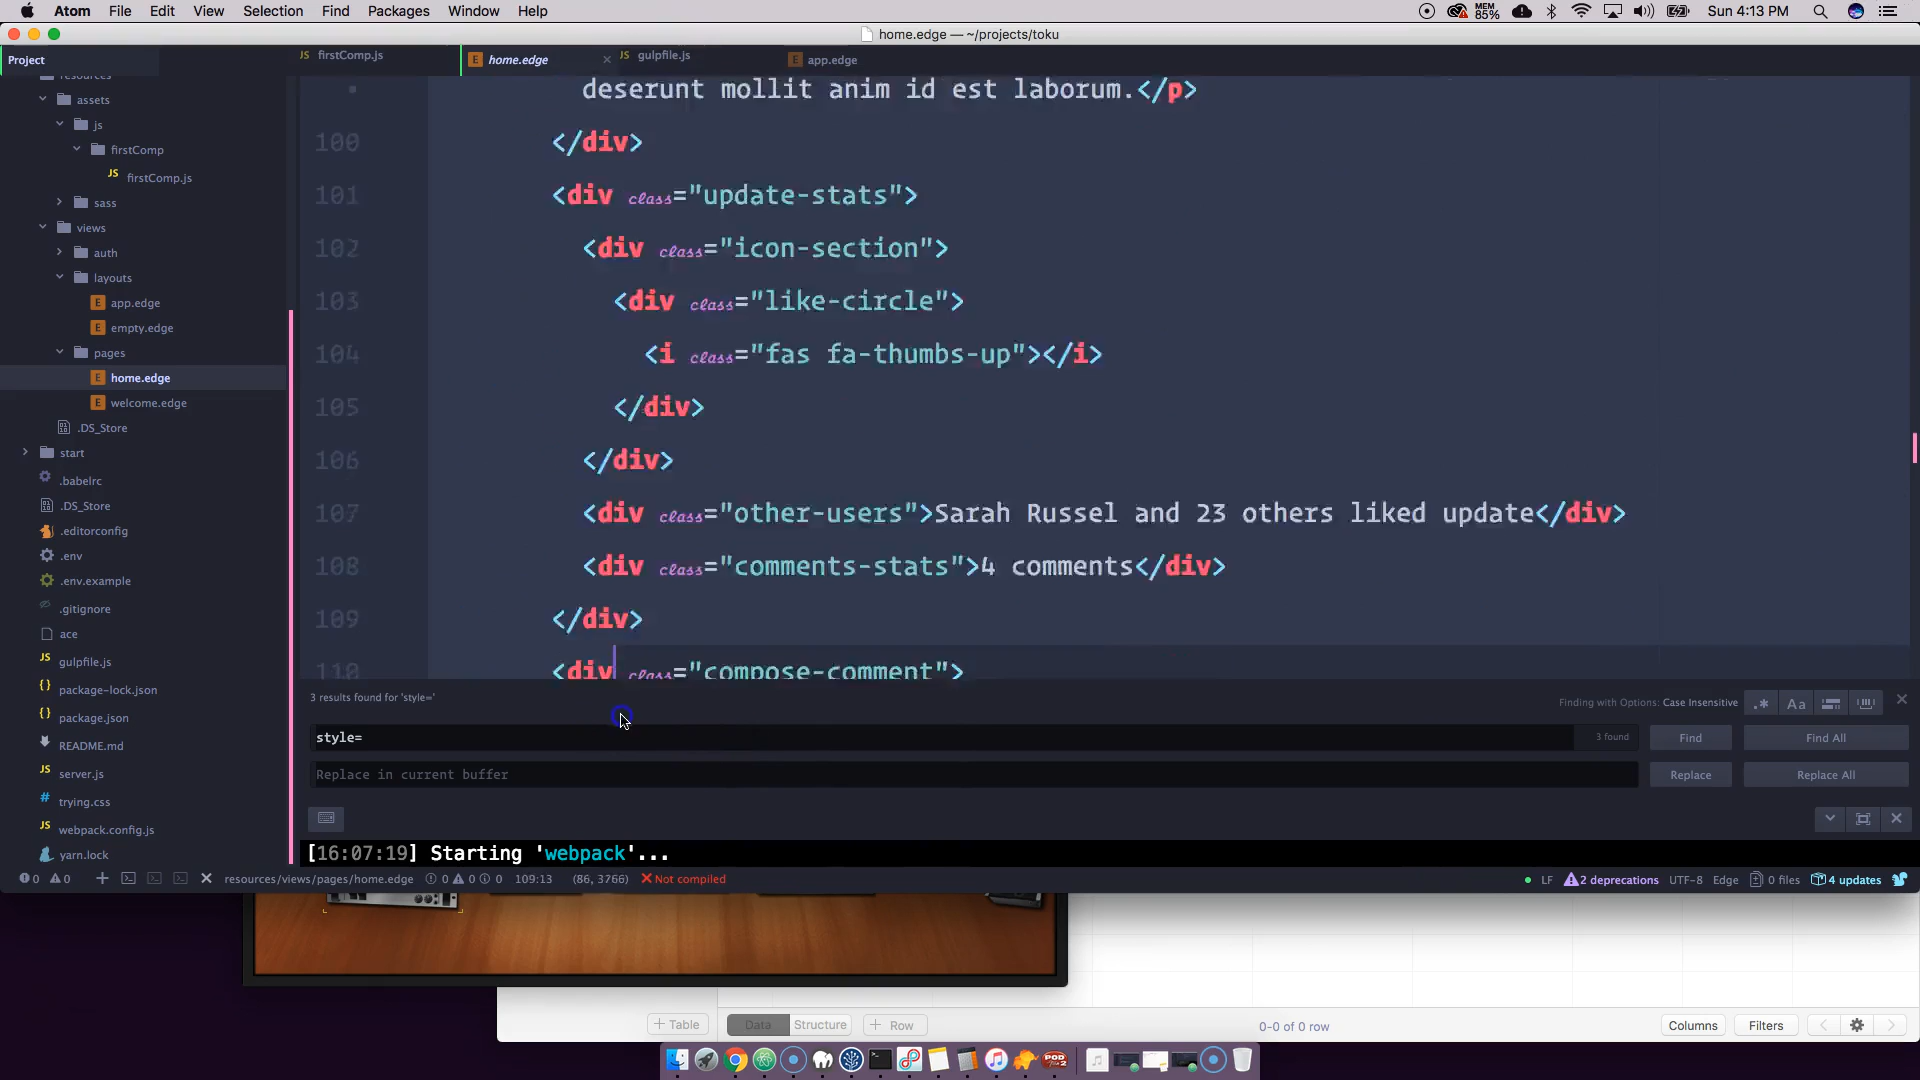 Atom File Edit View Selection Find Packages Window Help MEM 85% Sun 4:13 PM
home.edge — ~/projects/toku
Project firstComp.js home.edge gulpfile.js app.edge
resources
assets
js
firstComp
firstComp.js
sass
views
auth
layouts
app.edge
empty.edge
pages
home.edge
welcome.edge
.DS_Store
start
.babelrc
.DS_Store
.editorconfig
.env
.env.example
.gitignore
ace
gulpfile.js
package-lock.json
package.json
README.md
server.js
trying.css
webpack.config.js
yarn.lock
deserunt mollit anim id est laborum.</p>
100 </div>
101 <div class="update-stats">
102 <div class="icon-section">
103 <div class="like-circle">
104 <i class="fas fa-thumbs-up"></i>
105 </div>
106 </div>
107 <div class="other-users">Sarah Russel and 23 others liked update</div>
108 <div class="comments-stats">4 comments</div>
109 </div>
110 <div class="compose-comment">
3 results found for 'style=' Finding with Options: Case Insensitive .* Aa
style= 3 found Find Find All
Replace in current buffer Replace Replace All
[16:07:19] Starting 'webpack'...
0 0 resources/views/pages/home.edge 0 0 0 109:13 (86, 3766) Not compiled LF 2 deprecations UTF-8 Edge 0 files 4 updates
+ Table Data Structure + Row 0-0 of 0 row Columns Filters